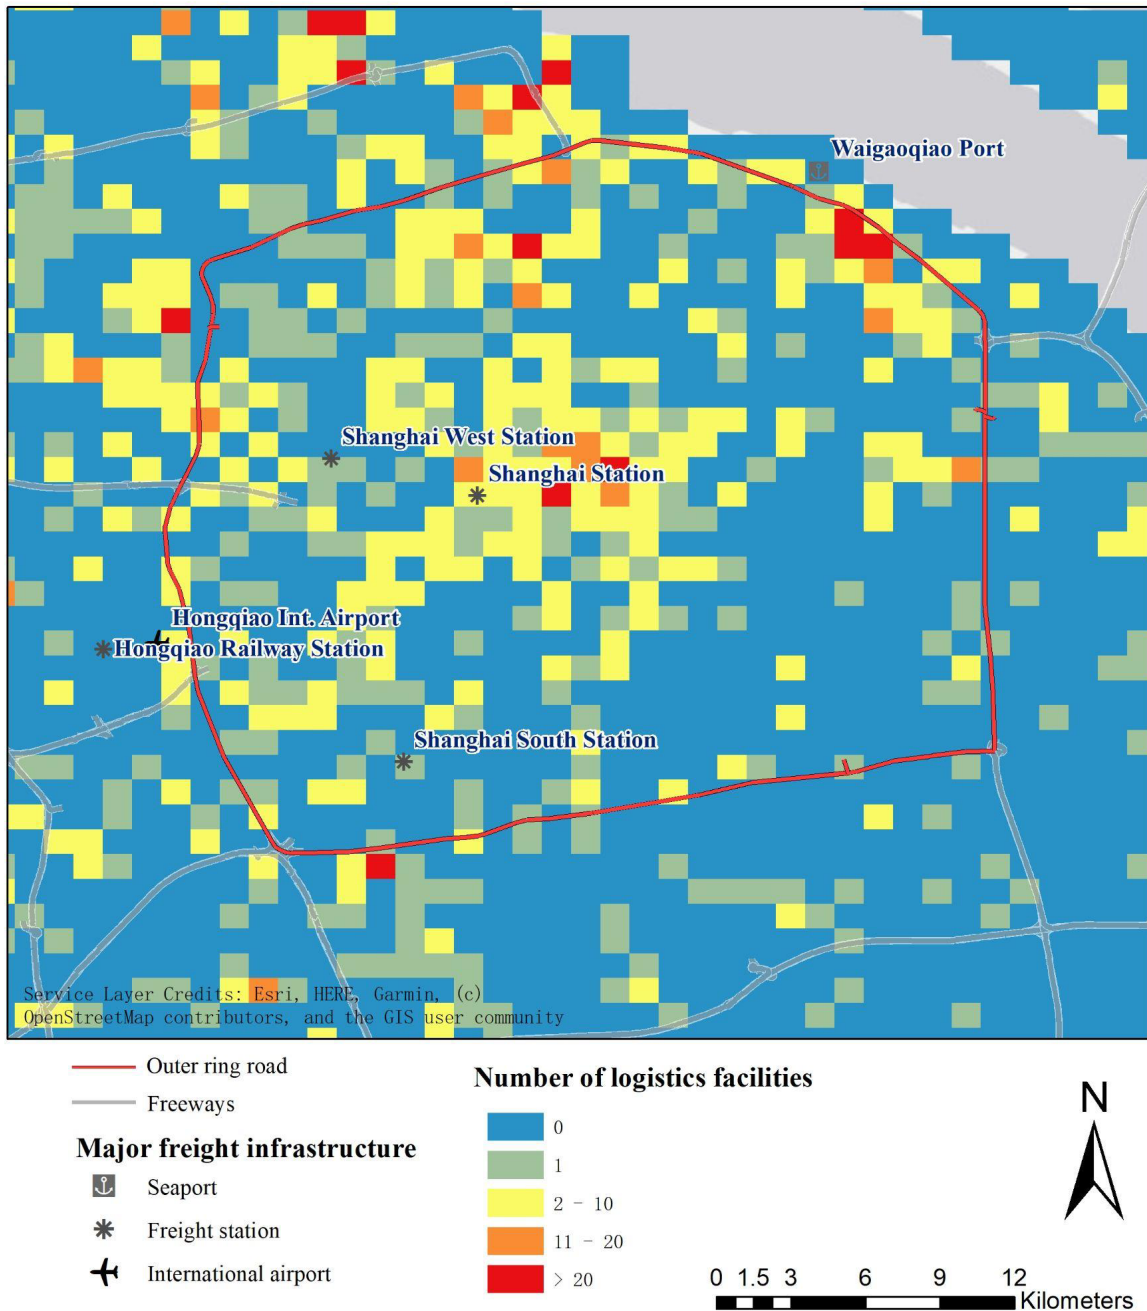 Waigaoqiao Port
Shanghai West Station
Shanghai Station
Hongqiao Int. Airport
Hongqiao Railway Station
Shanghai South Station
Service Layer Credits: Esri, HERE, Garmin, (c)
OpenStreetMap contributors, and the GIS user community
Outer ring road
Freeways
Major freight infrastructure
Seaport
Freight station
International airport
Number of logistics facilities
0
1
2 - 10
11 - 20
> 20
N
0 1.5 3 6 9 12
Kilometers